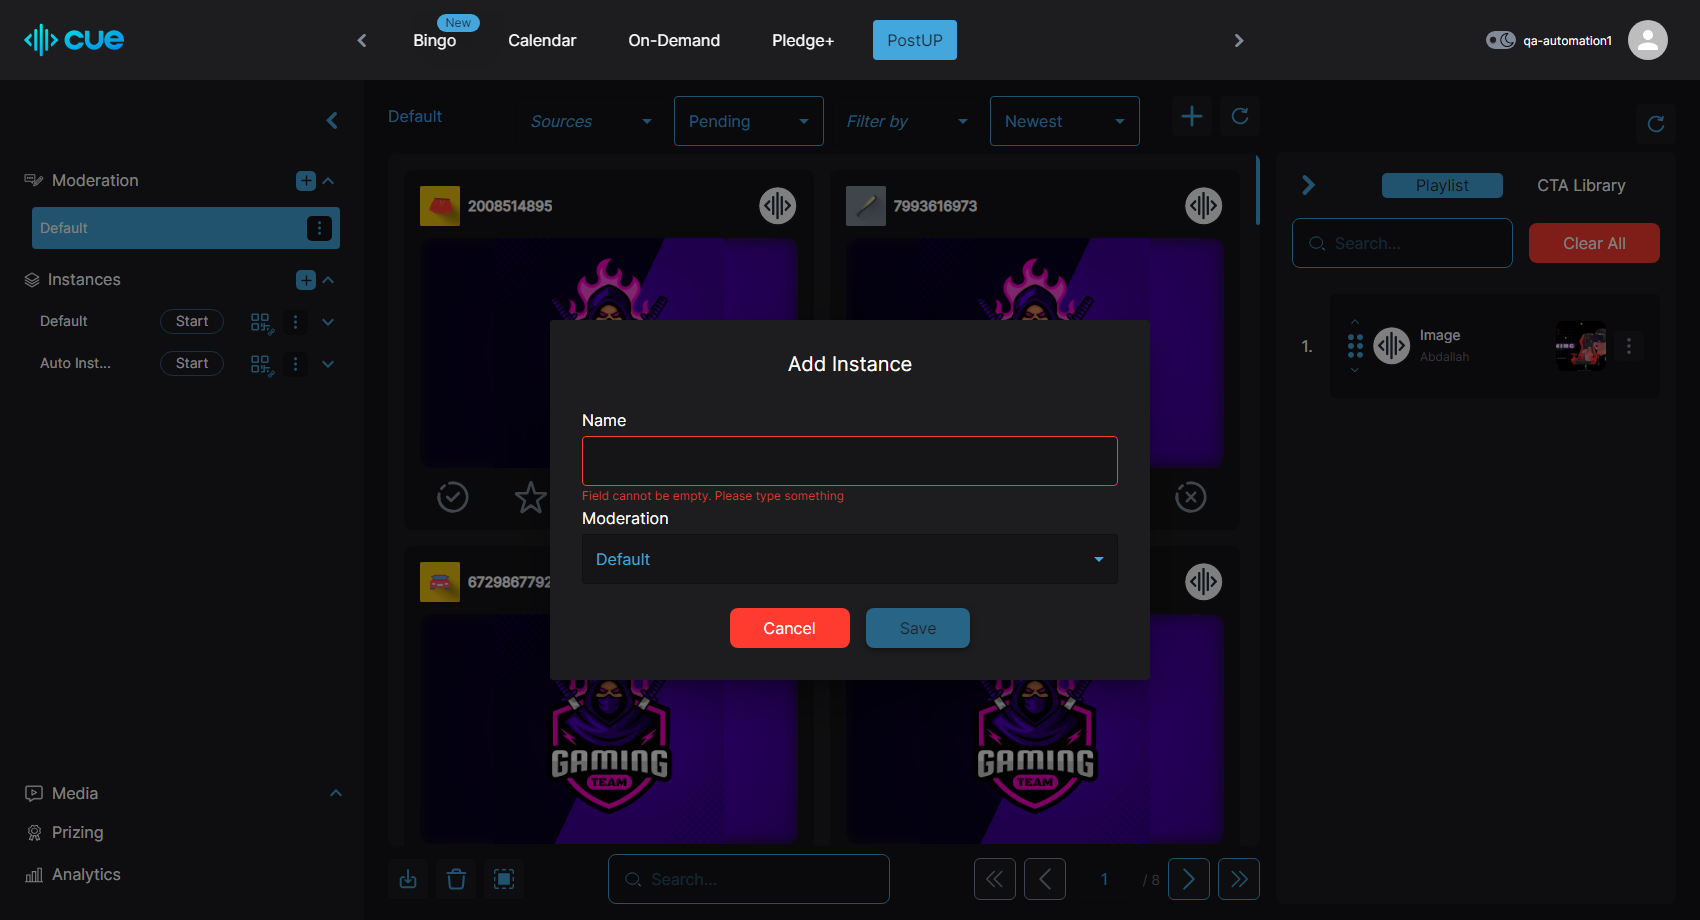 cue
New
Bingo
Calendar
On-Demand
Pledge+
PostUP
qa-automation1
Default
Sources
Pending
Filter by
Newest
Moderation
Default
Instances
Default
Start
Auto Inst...
Start
Media
Prizing
Analytics
2008514895
7993616973
6729867792
GAMING
TEAM
GAMING
TEAM
Add Instance
Name
Field cannot be empty. Please type something
Moderation
Default
Cancel
Save
Search...
1
/ 8
Playlist
CTA Library
Search...
Clear All
1.
Image
Abdallah